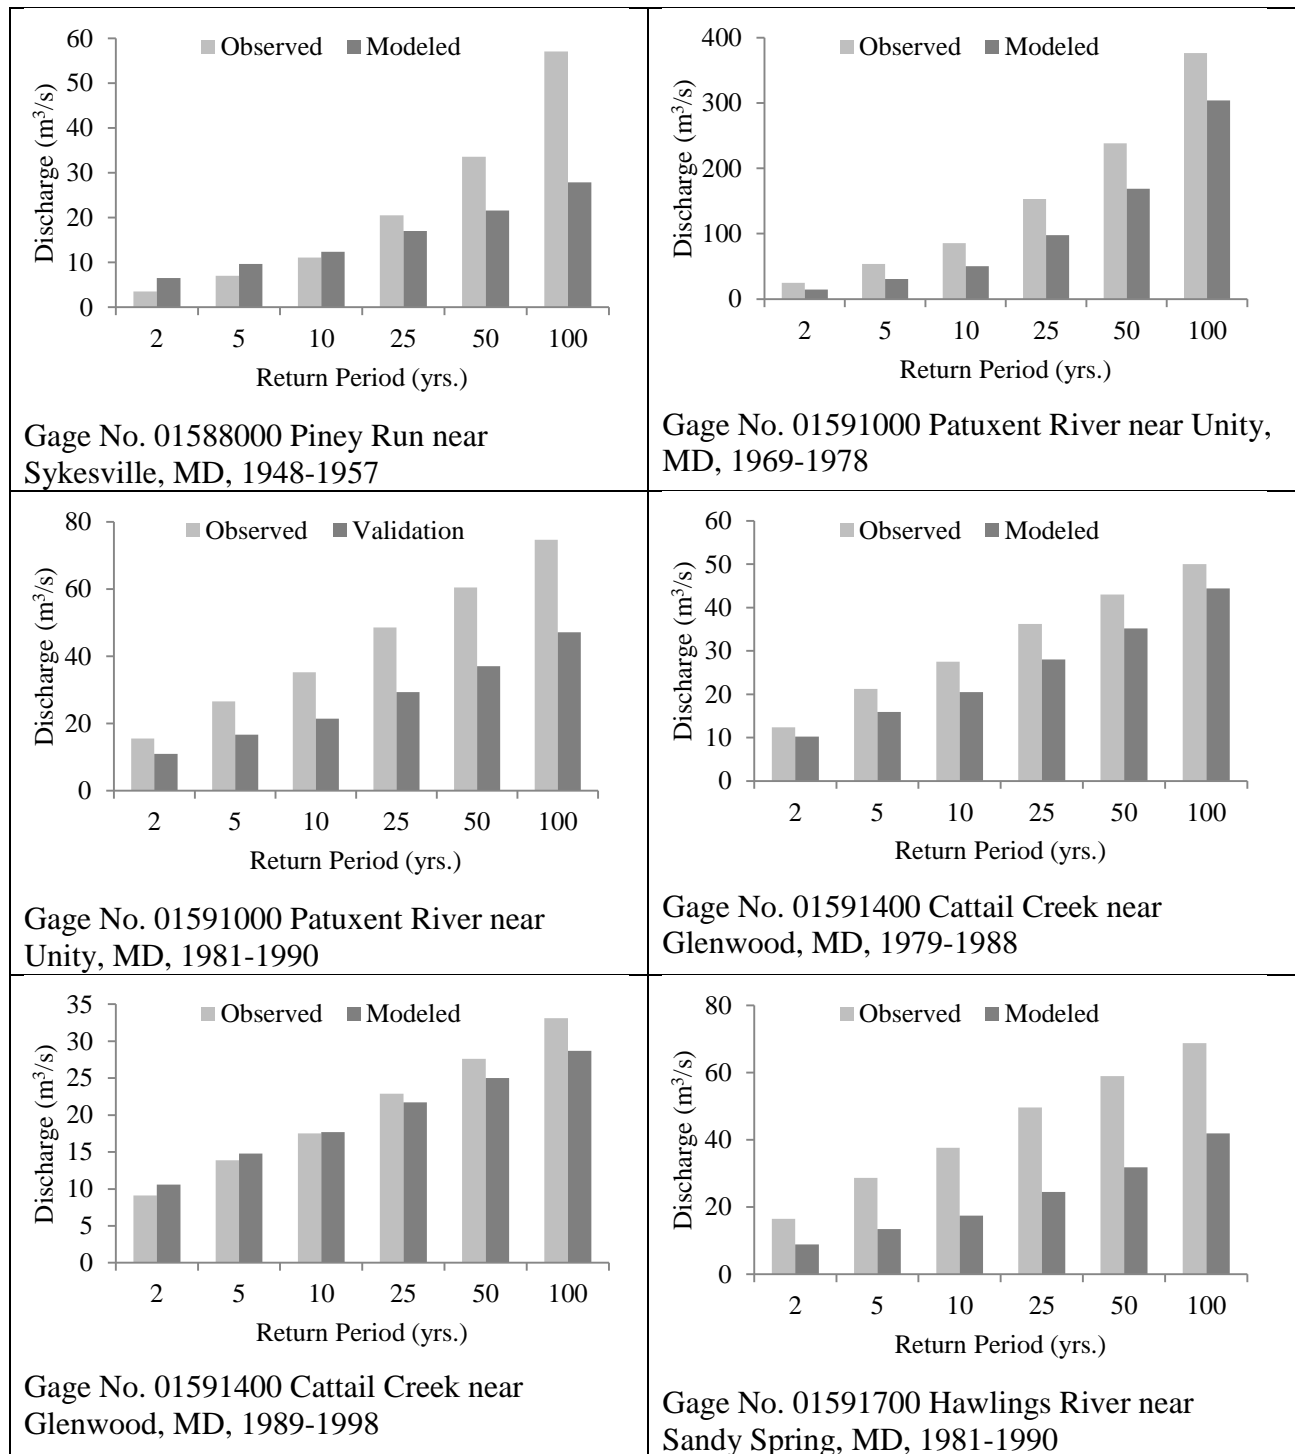 Observed Modeled
60
50
40
30
20
10
0
Discharge (m³/s)
2 5 10 25 50 100
Return Period (yrs.)
Gage No. 01588000 Piney Run near
Sykesville, MD, 1948-1957
Observed Modeled
400
300
200
100
0
Discharge (m³/s)
2 5 10 25 50 100
Return Period (yrs.)
Gage No. 01591000 Patuxent River near Unity,
MD, 1969-1978
Observed Validation
80
60
40
20
0
Discharge (m³/s)
2 5 10 25 50 100
Return Period (yrs.)
Gage No. 01591000 Patuxent River near
Unity, MD, 1981-1990
Observed Modeled
60
50
40
30
20
10
0
Discharge (m³/s)
2 5 10 25 50 100
Return Period (yrs.)
Gage No. 01591400 Cattail Creek near
Glenwood, MD, 1979-1988
Observed Modeled
35
30
25
20
15
10
5
0
Discharge (m³/s)
2 5 10 25 50 100
Return Period (yrs.)
Gage No. 01591400 Cattail Creek near
Glenwood, MD, 1989-1998
Observed Modeled
80
60
40
20
0
Discharge (m³/s)
2 5 10 25 50 100
Return Period (yrs.)
Gage No. 01591700 Hawlings River near
Sandy Spring, MD, 1981-1990